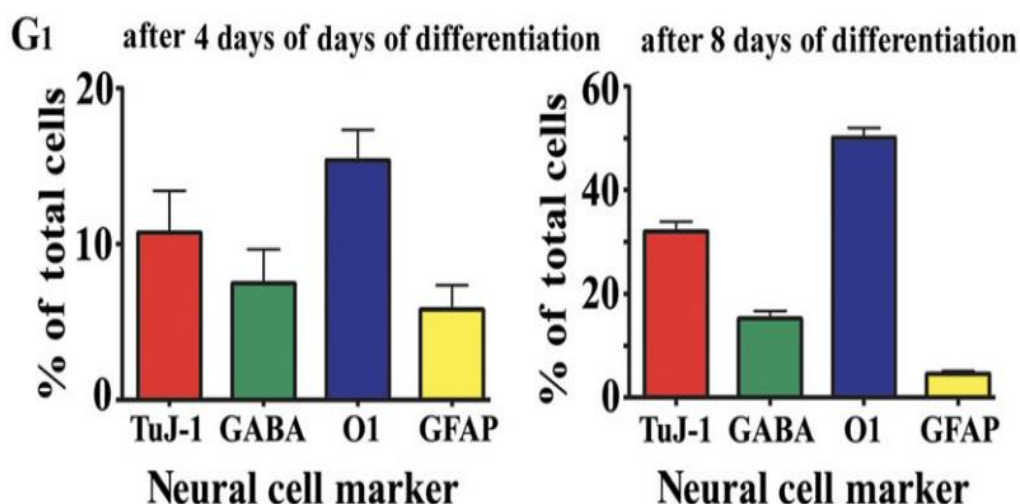 G1
after 4 days of days of differentiation
% of total cells
20
10
0
TuJ-1 GABA O1 GFAP
Neural cell marker
after 8 days of differentiation
% of total cells
60
40
20
0
TuJ-1 GABA O1 GFAP
Neural cell marker